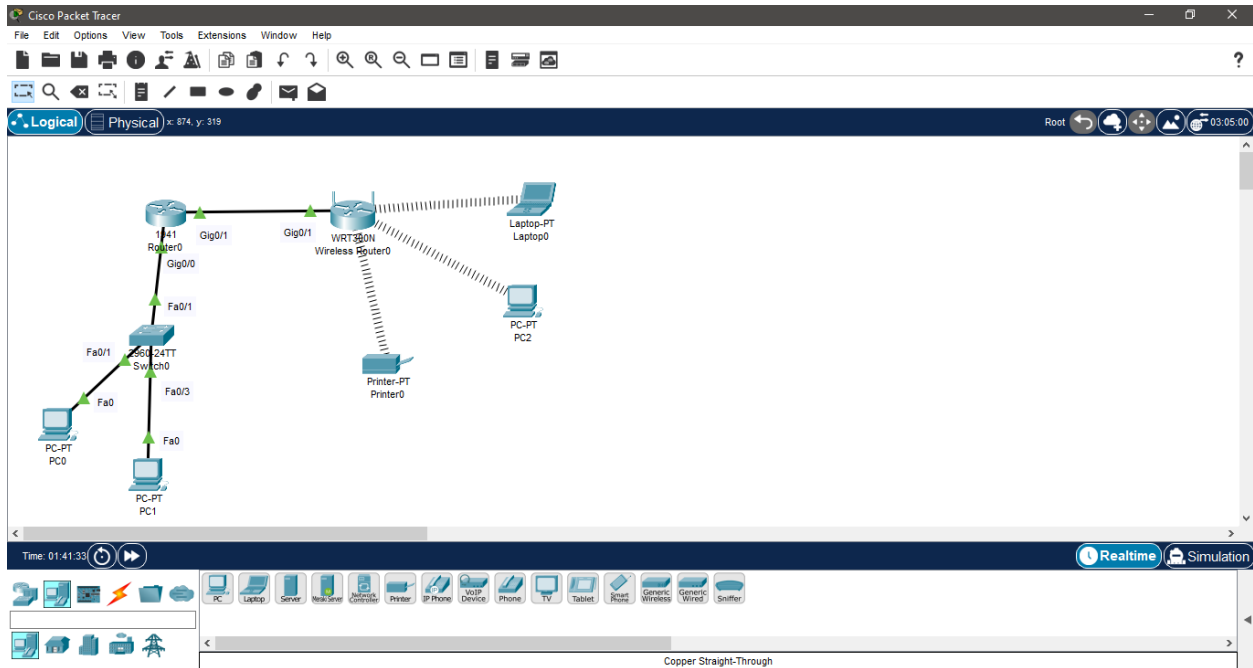 Cisco Packet Tracer
File Edit Options View Tools Extensions Window Help
?
Logical Physical x: 874, y: 319 Root 03:05:00
Laptop-PT
Laptop0
1941
Router0
Gig0/1
Gig0/1
WRT300N
Wireless Router0
Gig0/0
Fa0/1
PC-PT
PC2
2960-24TT
Switch0
Fa0/1
Printer-PT
Printer0
Fa0/3
Fa0
PC-PT
PC0
Fa0
PC-PT
PC1
Time: 01:41:33 Realtime Simulation
PC Laptop Server Meraki Server Network Controller Printer IP Phone VoIP Device Phone TV Tablet Smart Phone Generic Wireless Generic Wired Sniffer
Copper Straight-Through